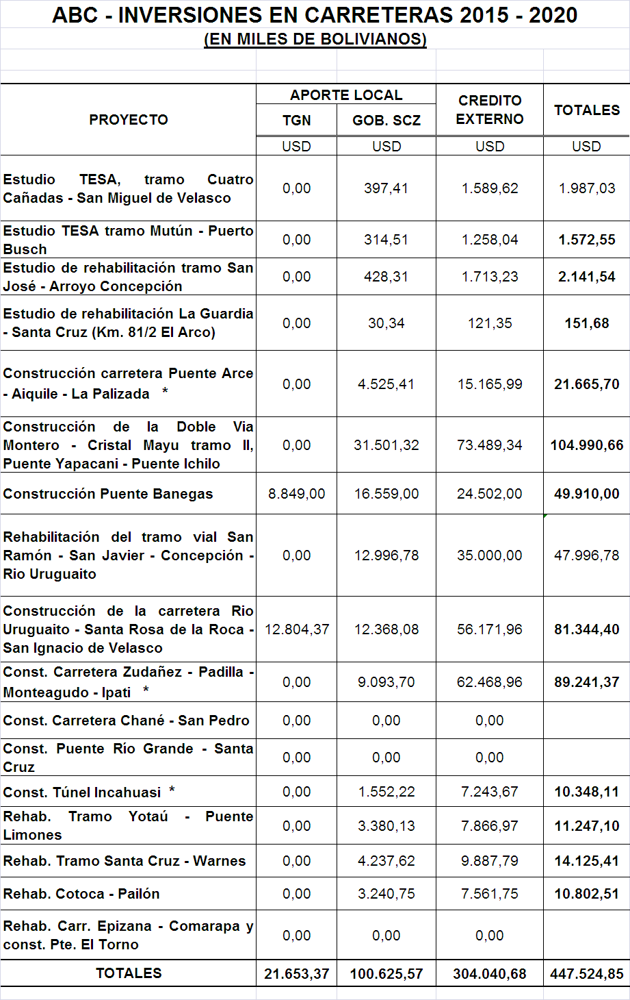 ABC - INVERSIONES EN CARRETERAS 2015 - 2020
(EN MILES DE BOLIVIANOS)
PROYECTO APORTE LOCAL CREDITO EXTERNO TOTALES
TGN GOB. SCZ
USD USD USD USD
Estudio TESA, tramo Cuatro
Cañadas - San Miguel de Velasco 0,00 397,41 1.589,62 1.987,03
Estudio TESA tramo Mutún - Puerto
Busch 0,00 314,51 1.258,04 1.572,55
Estudio de rehabilitación tramo San
José - Arroyo Concepción 0,00 428,31 1.713,23 2.141,54
Estudio de rehabilitación La Guardia
- Santa Cruz (Km. 81/2 El Arco) 0,00 30,34 121,35 151,68
Construcción carretera Puente Arce
- Aiquile - La Palizada * 0,00 4.525,41 15.165,99 21.665,70
Construcción de la Doble Via
Montero - Cristal Mayu tramo II,
Puente Yapacani - Puente Ichilo 0,00 31.501,32 73.489,34 104.990,66
Construcción Puente Banegas 8.849,00 16.559,00 24.502,00 49.910,00
Rehabilitación del tramo vial San
Ramón - San Javier - Concepción -
Rio Uruguaito 0,00 12.996,78 35.000,00 47.996,78
Construcción de la carretera Rio
Uruguaito - Santa Rosa de la Roca -
San Ignacio de Velasco 12.804,37 12.368,08 56.171,96 81.344,40
Const. Carretera Zudañez - Padilla -
Monteagudo - Ipati * 0,00 9.093,70 62.468,96 89.241,37
Const. Carretera Chané - San Pedro 0,00 0,00 0,00
Const. Puente Río Grande - Santa
Cruz 0,00 0,00 0,00
Const. Túnel Incahuasi * 0,00 1.552,22 7.243,67 10.348,11
Rehab. Tramo Yotaú - Puente
Limones 0,00 3.380,13 7.866,97 11.247,10
Rehab. Tramo Santa Cruz - Warnes 0,00 4.237,62 9.887,79 14.125,41
Rehab. Cotoca - Pailón 0,00 3.240,75 7.561,75 10.802,51
Rehab. Carr. Epizana - Comarapa y
const. Pte. El Torno 0,00 0,00 0,00
TOTALES 21.653,37 100.625,57 304.040,68 447.524,85